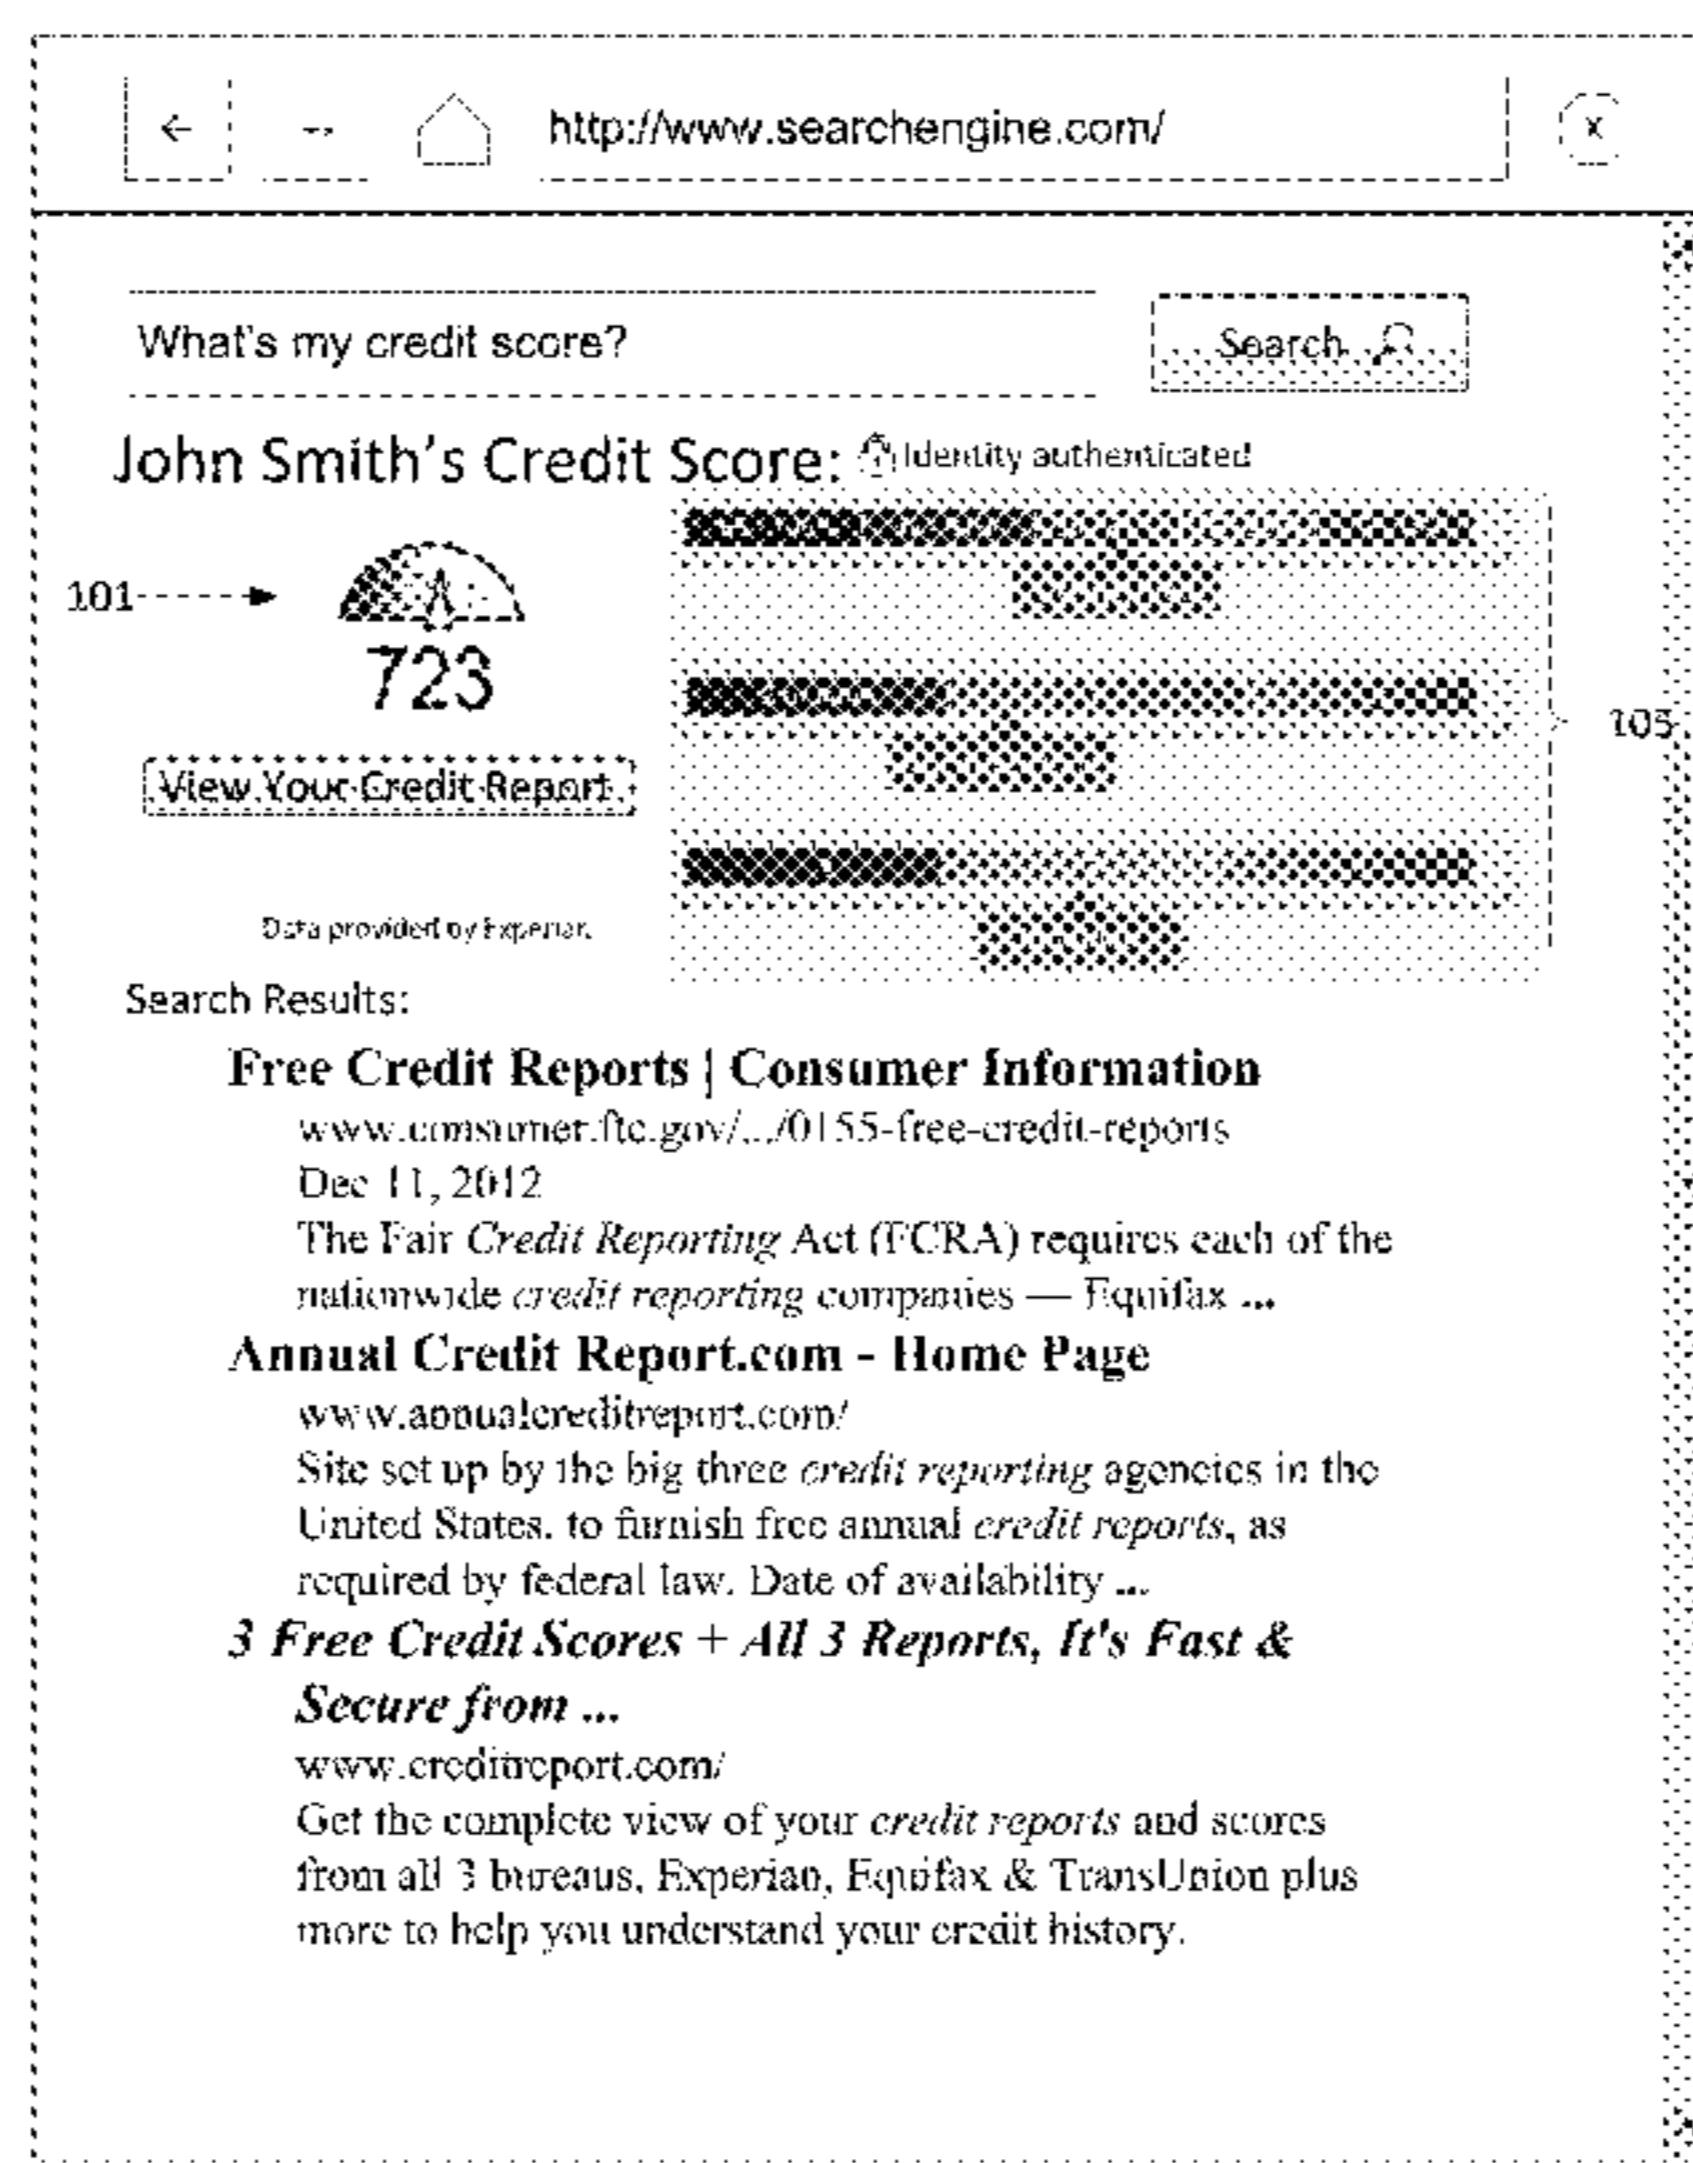 http://www.searchengine.com/
x
What's my credit score?
Search
John Smith's Credit Score:
Identity authenticated
101
723
105
View Your Credit Report
Data provided by Experian.
Search Results:
Free Credit Reports | Consumer Information
www.consumer.ftc.gov/.../0155-free-credit-reports
Dec 11, 2012
The Fair Credit Reporting Act (FCRA) requires each of the
nationwide credit reporting companies — Equifax ...
Annual Credit Report.com - Home Page
www.annualcreditreport.com/
Site set up by the big three credit reporting agencies in the
United States. to furnish free annual credit reports, as
required by federal law. Date of availability ...
3 Free Credit Scores + All 3 Reports, It's Fast &
Secure from ...
www.creditreport.com/
Get the complete view of your credit reports and scores
from all 3 bureaus, Experian, Equifax & TransUnion plus
more to help you understand your credit history.